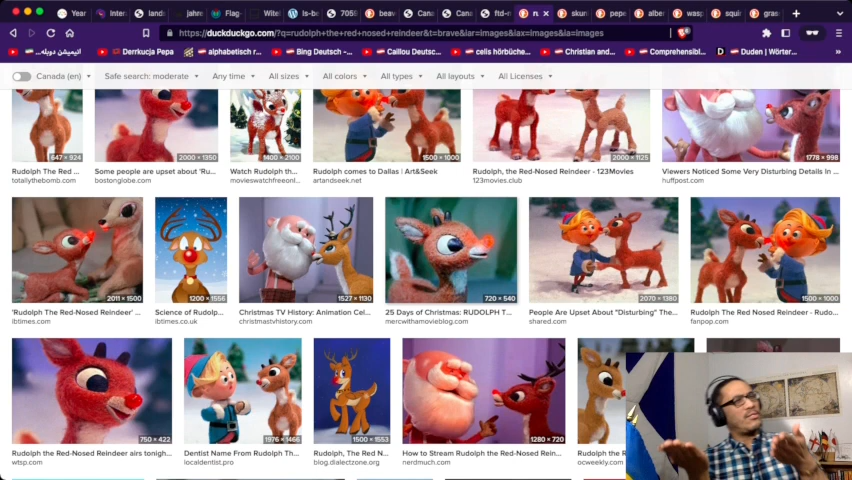 Year
Inter
lands
jahre
Flag-
Witer
Is-bo
7055
beav
Can
Can
ftd-r
ru
skun
pepe
alber
wasp
squi
gras
https://duckduckgo.com/?q=rudolph+the+red+nosed+reindeer&t=brave&iar=images&iax=images&ia=images
Derrkucja Pepa
alphabetisch r...
Bing Deutsch -...
Caillou Deutsc...
celis hörbüche...
Christian and...
Comprehensibl...
Duden | Wörter...
Canada (en)
Safe search: moderate
Any time
All sizes
All colors
All types
All layouts
All Licenses
647 × 924
2000 × 1350
1400 × 2100
1500 × 1000
2000 × 1125
1778 × 998
Rudolph The Red ...
Some people are upset about 'Ru...
Watch Rudolph th...
Rudolph comes to Dallas | Art&Seek
Rudolph, the Red-Nosed Reindeer - 123Movies
Viewers Noticed Some Very Disturbing Details In ...
totallythebomb.com
bostonglobe.com
movieswatchfreeonl...
artandseek.net
123movies.club
huffpost.com
2011 × 1500
1200 × 1556
1527 × 1130
720 × 540
2070 × 1380
1500 × 1000
'Rudolph The Red-Nosed Reindeer' ...
Science of Rudolp...
Christmas TV History: Animation Cel...
25 Days of Christmas: RUDOLPH T...
People Are Upset About "Disturbing" The...
Rudolph The Red Nosed Reindeer - Rudo...
ibtimes.com
ibtimes.co.uk
christmastvhistory.com
mercwithamovieblog.com
shared.com
fanpop.com
750 × 422
1976 × 1466
1500 × 1553
1280 × 720
Rudolph the Red-Nosed Reindeer airs tonigh...
Dentist Name From Rudolph Th...
Rudolph, The Red N...
How to Stream Rudolph the Red-Nosed Rein...
Rudolph the R
wtsp.com
localdentist.pro
blog.dialectzone.org
nerdmuch.com
ocweekly.com